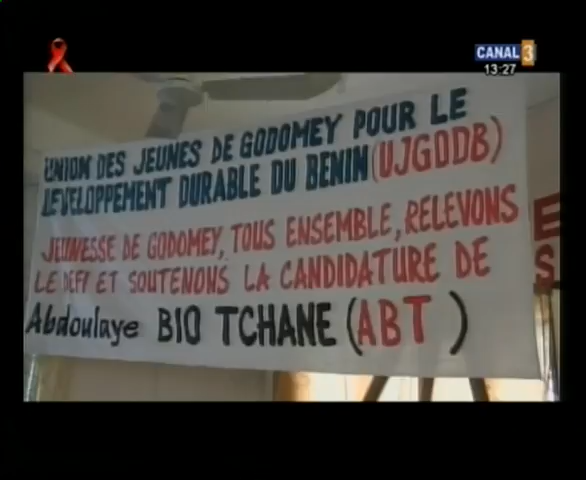 CANAL 3
13:27
UNION DES JEUNES DE GODOMEY POUR LE
DEVELOPPEMENT DURABLE DU BENIN (UJGDDB)
JEUNESSE DE GODOMEY, TOUS ENSEMBLE, RELEVONS
LE DEFI ET SOUTENONS LA CANDIDATURE DE
Abdoulaye BIO TCHANE (ABT)
E
S